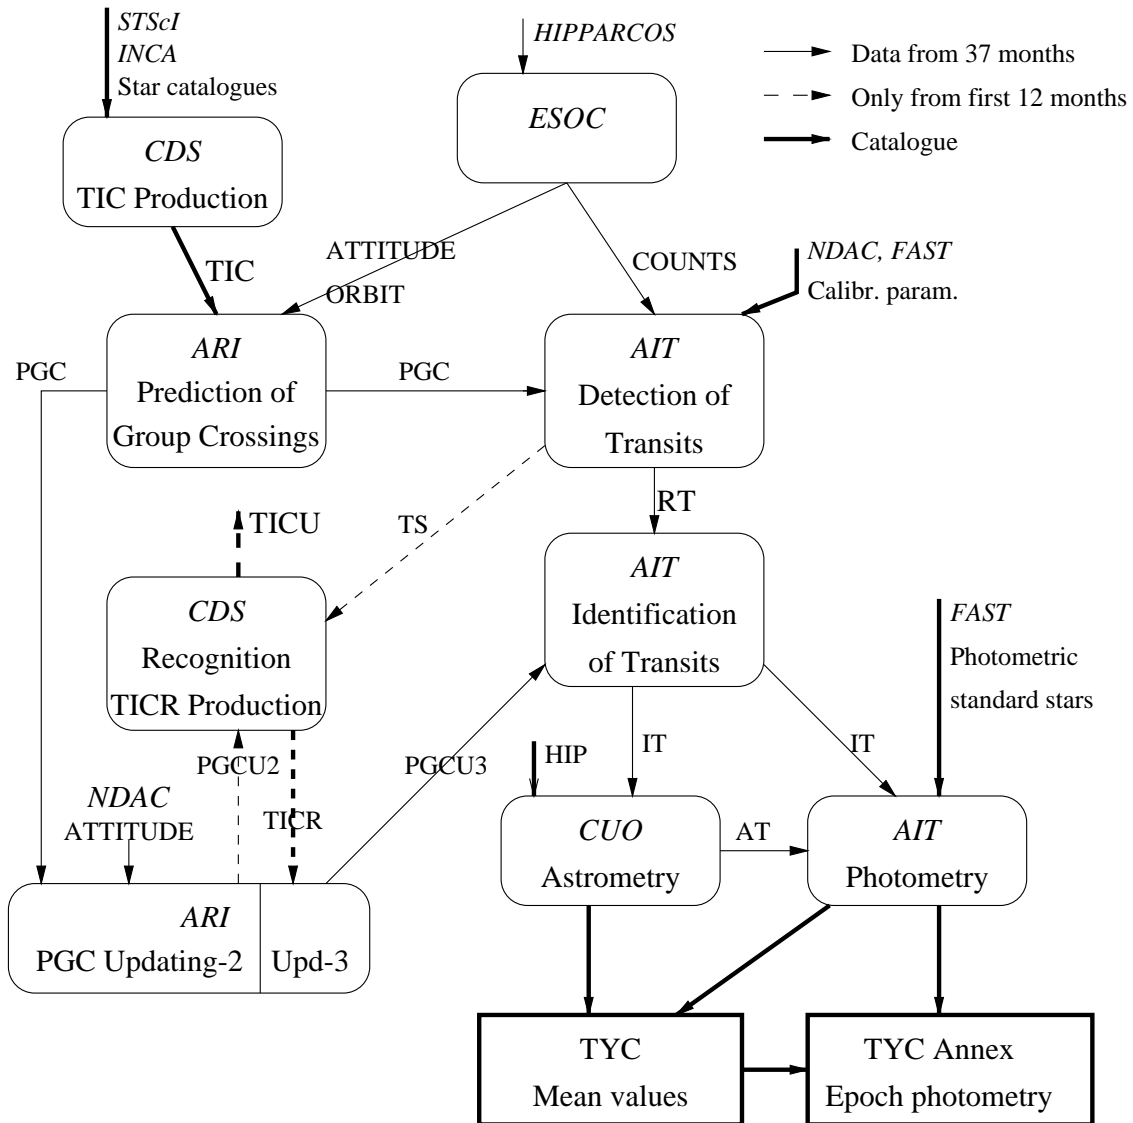 STScI
INCA
Star catalogues
HIPPARCOS
Data from 37 months
Only from first 12 months
Catalogue
CDS
TIC Production
ESOC
TIC
ATTITUDE
ORBIT
COUNTS
NDAC, FAST
Calibr. param.
PGC
ARI
Prediction of
Group Crossings
PGC
AIT
Detection of
Transits
TICU
TS
RT
CDS
Recognition
TICR Production
AIT
Identification
of Transits
FAST
Photometric
standard stars
PGCU2
PGCU3
HIP
IT
IT
NDAC
ATTITUDE
TICR
CUO
Astrometry
AT
AIT
Photometry
ARI
PGC Updating-2
Upd-3
TYC
Mean values
TYC Annex
Epoch photometry